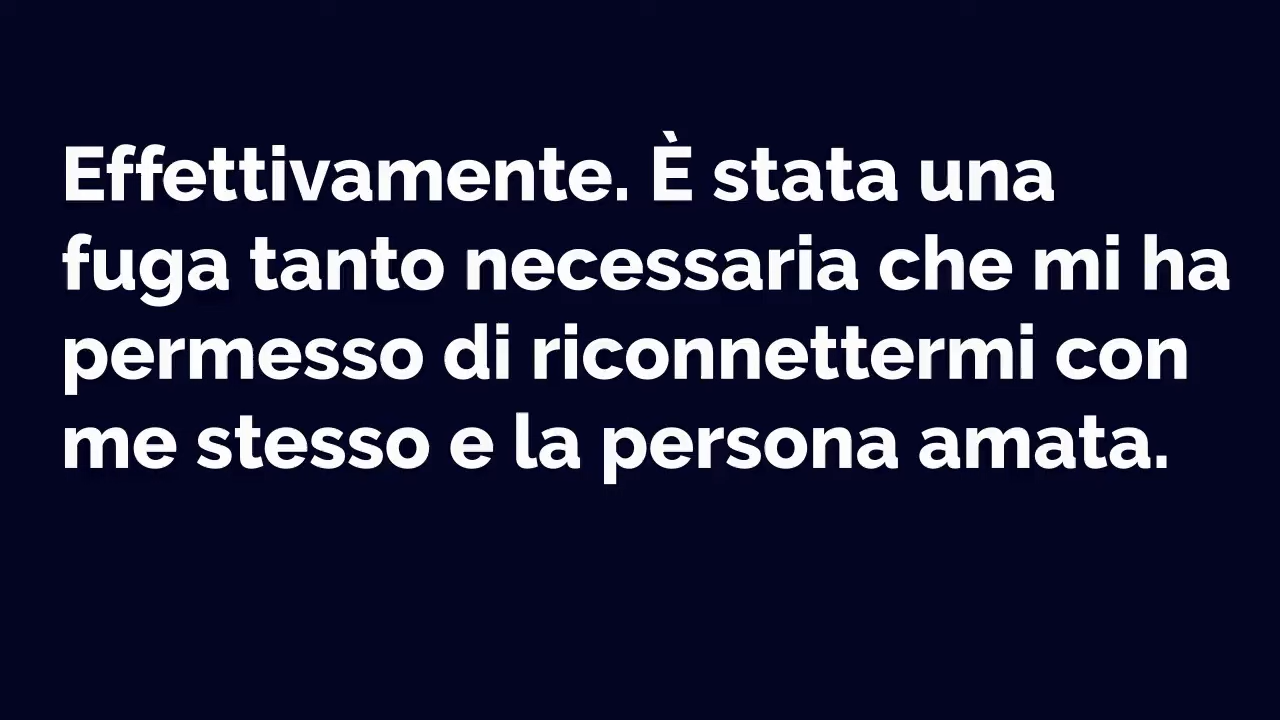 Effettivamente. È stata una
fuga tanto necessaria che mi ha
permesso di riconnettermi con
me stesso e la persona amata.